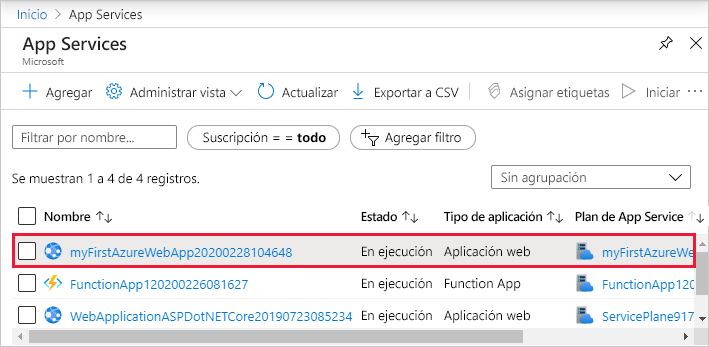 Inicio > App Services
App Services
Microsoft
Agregar Administrar vista Actualizar Exportar a CSV Asignar etiquetas Iniciar ...
Filtrar por nombre... Suscripción = = todo Agregar filtro
Se muestran 1 a 4 de 4 registros. Sin agrupación
Nombre Estado Tipo de aplicación Plan de App Service
myFirstAzureWebApp20200228104648 En ejecución Aplicación web myFirstAzureWe
FunctionApp120200226081627 En ejecución Function App FunctionApp120
WebApplicationASPDotNETCore20190723085234 En ejecución Aplicación web ServicePlane917